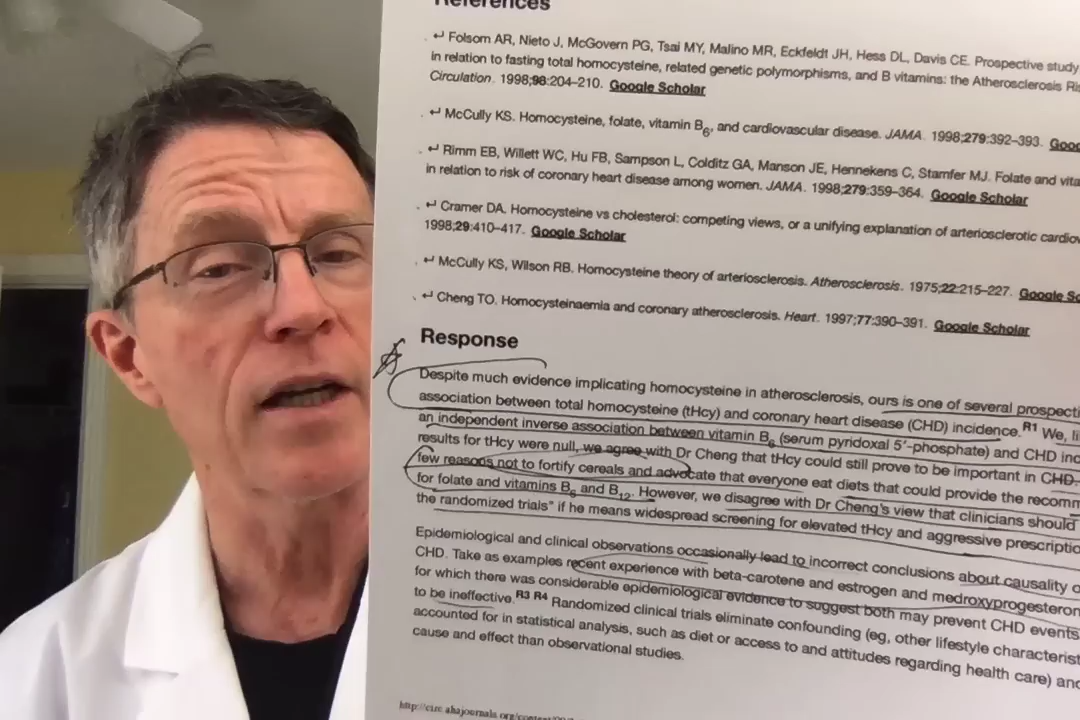 References
↵ Folsom AR, Nieto J, McGovern PG, Tsai MY, Malino MR, Eckfeldt JH, Hess DL, Davis CE. Prospective study
in relation to fasting total homocysteine, related genetic polymorphisms, and B vitamins: the Atherosclerosis Ris
Circulation. 1998;98:204–210. Google Scholar
↵ McCully KS. Homocysteine, folate, vitamin B6, and cardiovascular disease. JAMA. 1998;279:392–393. Goog
↵ Rimm EB, Willett WC, Hu FB, Sampson L, Colditz GA, Manson JE, Hennekens C, Stamfer MJ. Folate and vita
in relation to risk of coronary heart disease among women. JAMA. 1998;279:359–364. Google Scholar
↵ Cramer DA. Homocysteine vs cholesterol: competing views, or a unifying explanation of arteriosclerotic cardiov
1998;29:410–417. Google Scholar
↵ McCully KS, Wilson RB. Homocysteine theory of arteriosclerosis. Atherosclerosis. 1975;22:215–227. Google Sc
↵ Cheng TO. Homocysteinaemia and coronary atherosclerosis. Heart. 1997;77:390–391. Google Scholar
Response
Despite much evidence implicating homocysteine in atherosclerosis, ours is one of several prospecti
association between total homocysteine (tHcy) and coronary heart disease (CHD) incidence.R1 We, li
an independent inverse association between vitamin B6 (serum pyridoxal 5′-phosphate) and CHD inc
results for tHcy were null, we agree with Dr Cheng that tHcy could still prove to be important in CHD.
few reasons not to fortify cereals and advocate that everyone eat diets that could provide the recomm
for folate and vitamins B6 and B12. However, we disagree with Dr Cheng's view that clinicians should
the randomized trials" if he means widespread screening for elevated tHcy and aggressive prescriptio
Epidemiological and clinical observations occasionally lead to incorrect conclusions about causality o
CHD. Take as examples recent experience with beta-carotene and estrogen and medroxyprogesteron
for which there was considerable epidemiological evidence to suggest both may prevent CHD events
to be ineffective.R3 R4 Randomized clinical trials eliminate confounding (eg, other lifestyle characterist
accounted for in statistical analysis, such as diet or access to and attitudes regarding health care) and
cause and effect than observational studies.